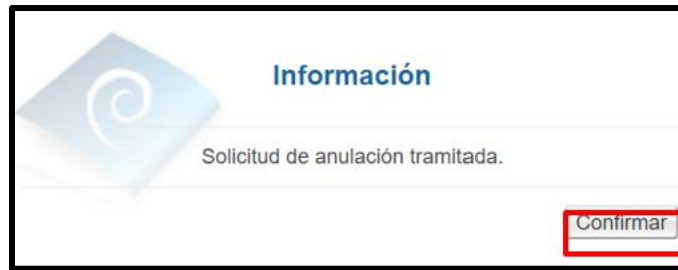 Información
Solicitud de anulación tramitada.
Confirmar